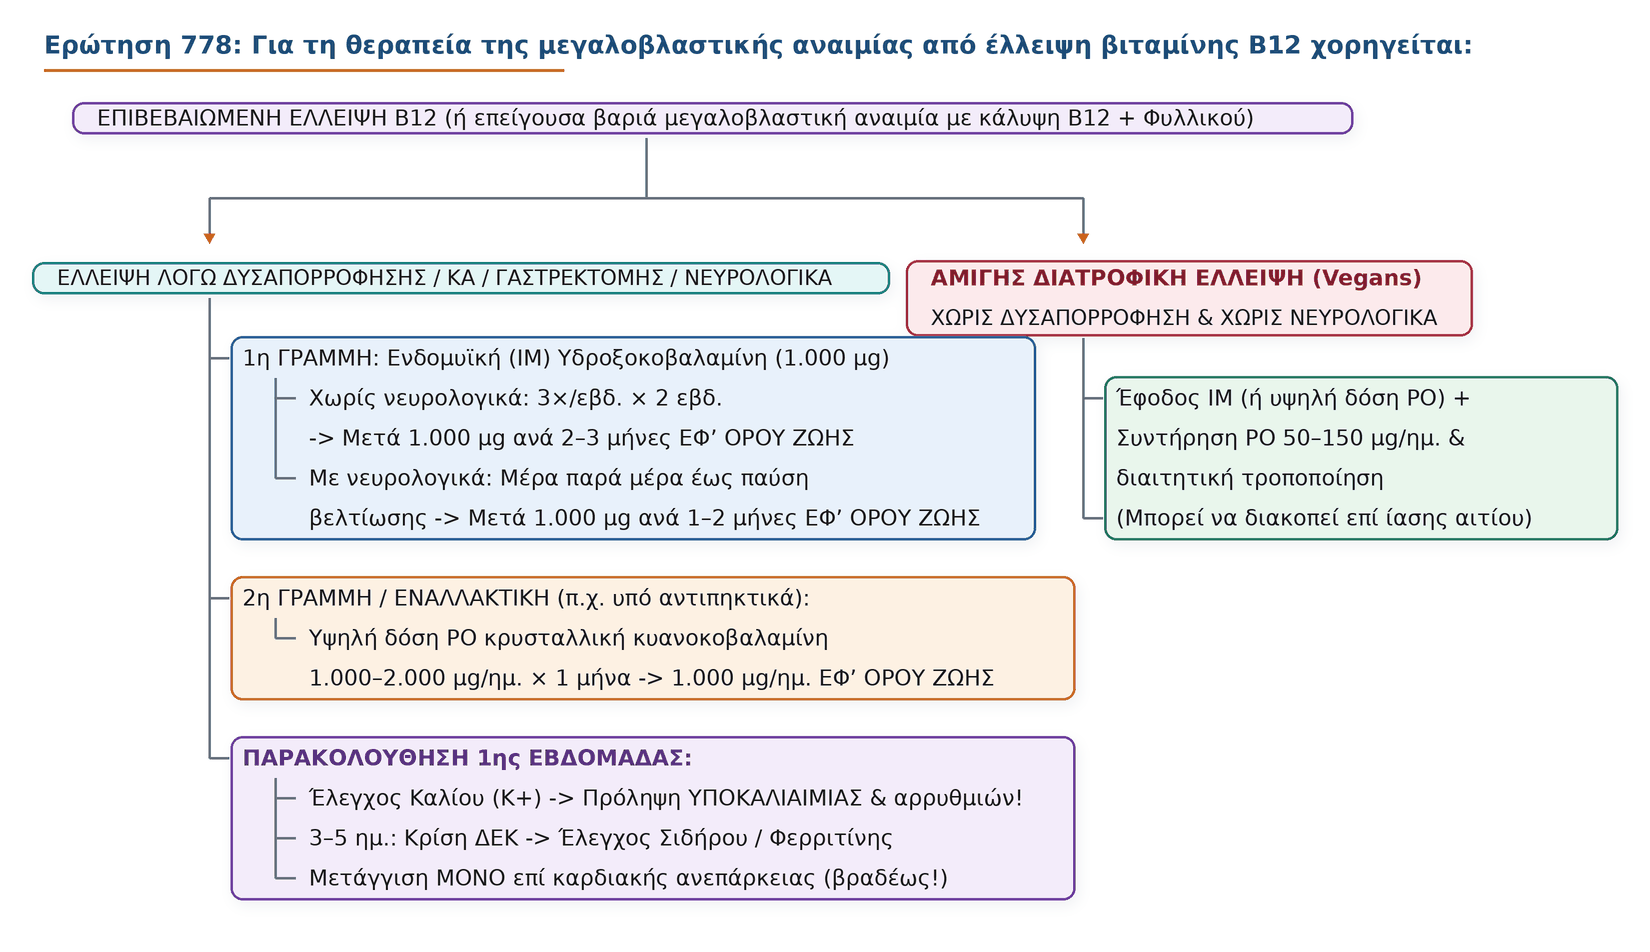 Ερώτηση 778: Για τη θεραπεία της μεγαλοβλαστικής αναιμίας από έλλειψη βιταμίνης Β12 χορηγείται:
ΕΠΙΒΕΒΑΙΩΜΕΝΗ ΕΛΛΕΙΨΗ Β12 (ή επείγουσα βαριά μεγαλοβλαστική αναιμία με κάλυψη Β12 + Φυλλικού)
ΕΛΛΕΙΨΗ ΛΟΓΩ ΔΥΣΑΠΟΡΡΟΦΗΣΗΣ / ΚΑ / ΓΑΣΤΡΕΚΤΟΜΗΣ / ΝΕΥΡΟΛΟΓΙΚΑ
1η ΓΡΑΜΜΗ: Ενδομυϊκή (IM) Υδροξοκοβαλαμίνη (1.000 μg)
Χωρίς νευρολογικά: 3×/εβδ. × 2 εβδ.
-> Μετά 1.000 μg ανά 2–3 μήνες ΕΦ’ ΟΡΟΥ ΖΩΗΣ
Με νευρολογικά: Μέρα παρά μέρα έως παύση
βελτίωσης -> Μετά 1.000 μg ανά 1–2 μήνες ΕΦ’ ΟΡΟΥ ΖΩΗΣ
2η ΓΡΑΜΜΗ / ΕΝΑΛΛΑΚΤΙΚΗ (π.χ. υπό αντιπηκτικά):
Υψηλή δόση PO κρυσταλλική κυανοκοβαλαμίνη
1.000–2.000 μg/ημ. × 1 μήνα -> 1.000 μg/ημ. ΕΦ’ ΟΡΟΥ ΖΩΗΣ
ΠΑΡΑΚΟΛΟΥΘΗΣΗ 1ης ΕΒΔΟΜΑΔΑΣ:
Έλεγχος Καλίου (K+) -> Πρόληψη ΥΠΟΚΑΛΙΑΙΜΙΑΣ & αρρυθμιών!
3–5 ημ.: Κρίση ΔΕΚ -> Έλεγχος Σιδήρου / Φερριτίνης
Μετάγγιση ΜΟΝΟ επί καρδιακής ανεπάρκειας (βραδέως!)
ΑΜΙΓΗΣ ΔΙΑΤΡΟΦΙΚΗ ΕΛΛΕΙΨΗ (Vegans)
ΧΩΡΙΣ ΔΥΣΑΠΟΡΡΟΦΗΣΗ & ΧΩΡΙΣ ΝΕΥΡΟΛΟΓΙΚΑ
Έφοδος IM (ή υψηλή δόση PO) +
Συντήρηση PO 50–150 μg/ημ. &
διαιτητική τροποποίηση
(Μπορεί να διακοπεί επί ίασης αιτίου)